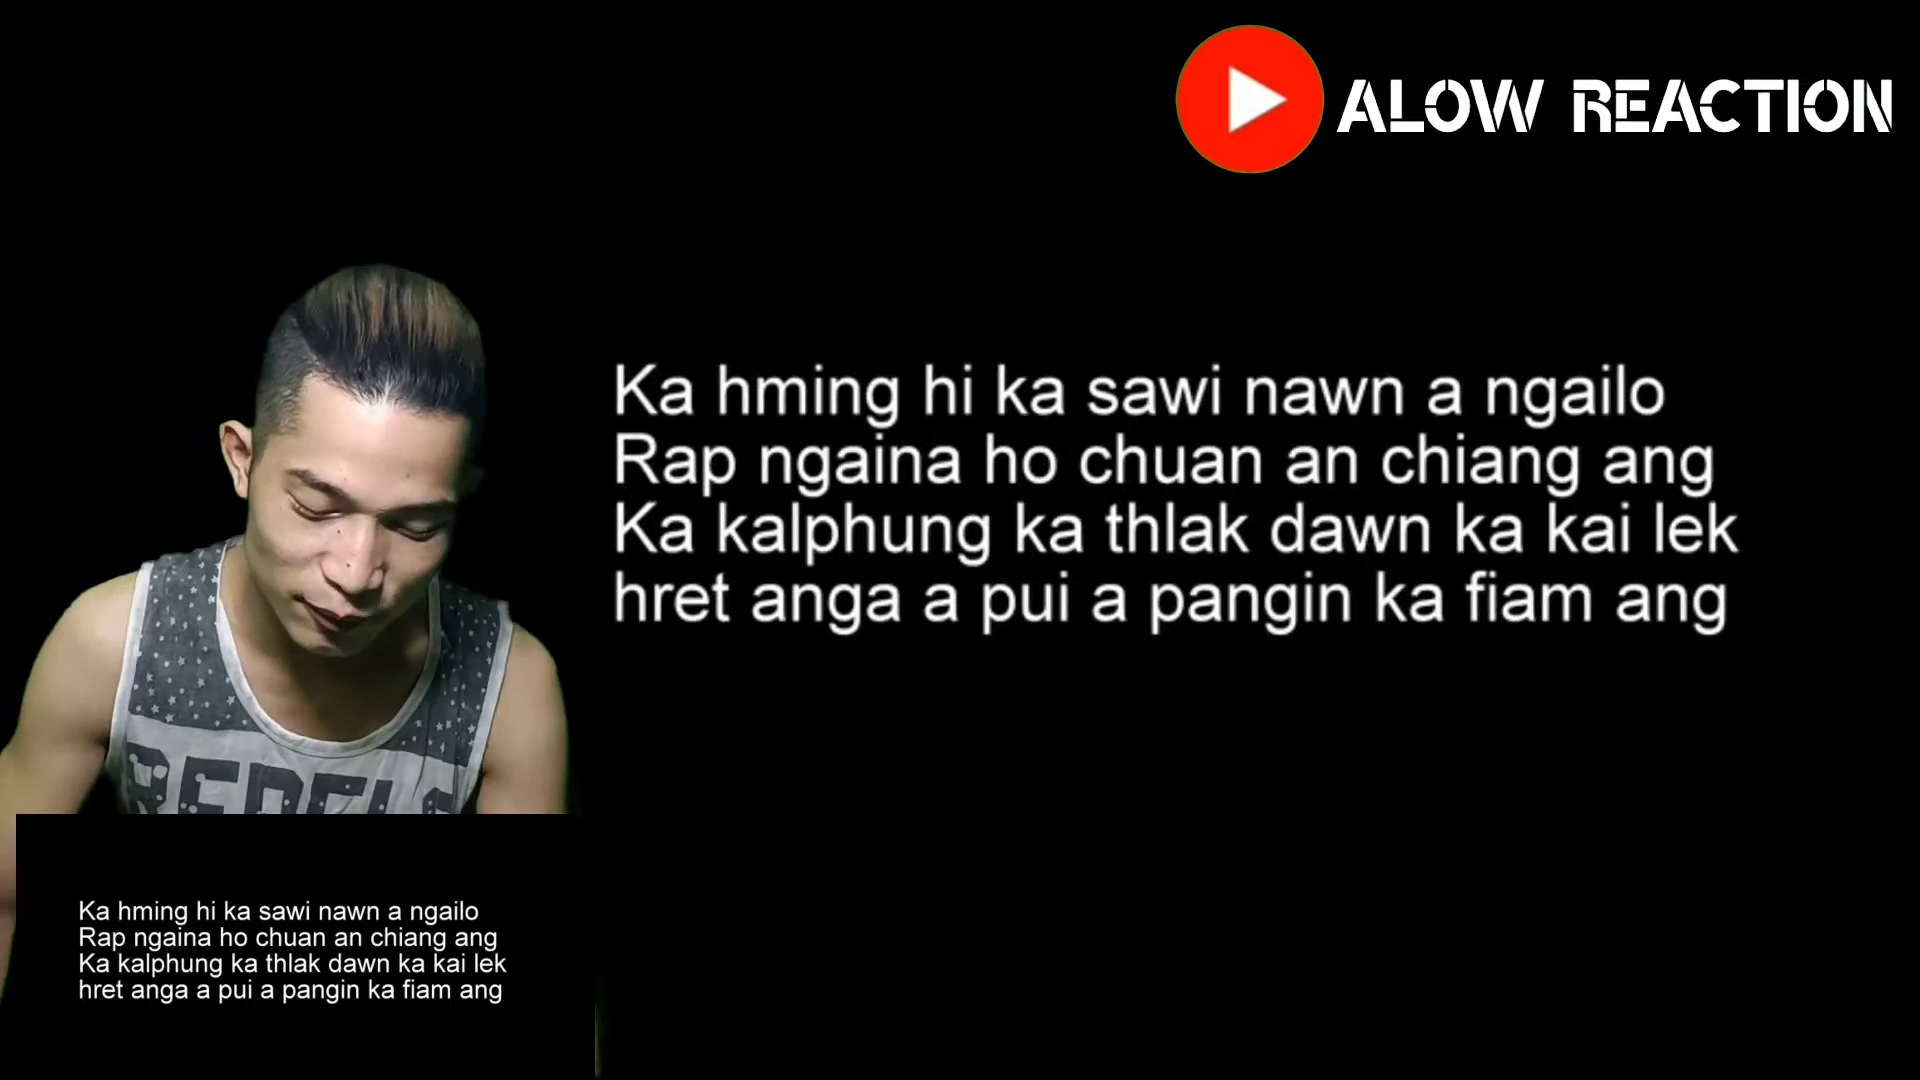 ALOW REACTION
Ka hming hi ka sawi nawn a ngailo
Rap ngaina ho chuan an chiang ang
Ka kalphung ka thlak dawn ka kai lek
hret anga a pui a pangin ka fiam ang
REBELS
Ka hming hi ka sawi nawn a ngailo
Rap ngaina ho chuan an chiang ang
Ka kalphung ka thlak dawn ka kai lek
hret anga a pui a pangin ka fiam ang